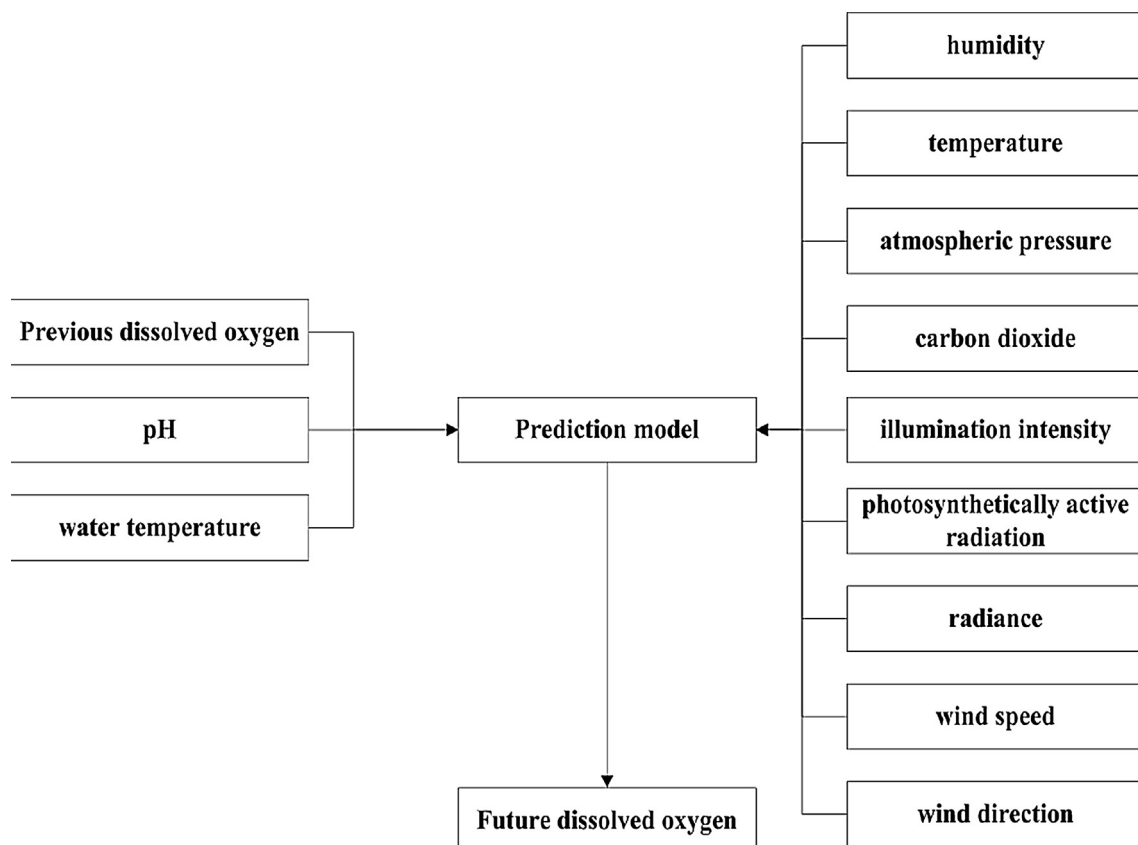 Previous dissolved oxygen
pH
water temperature
Prediction model
Future dissolved oxygen
humidity
temperature
atmospheric pressure
carbon dioxide
illumination intensity
photosynthetically active
radiation
radiance
wind speed
wind direction